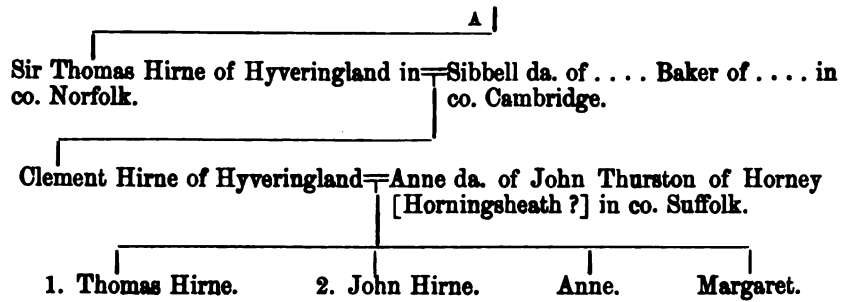 A
Sir Thomas Hirne of Hyveringland in=Sibbell da. of .... Baker of .... in
co. Norfolk. co. Cambridge.
Clement Hirne of Hyveringland=Anne da. of John Thurston of Horney
[Horningsheath ?] in co. Suffolk.
1. Thomas Hirne. 2. John Hirne. Anne. Margaret.